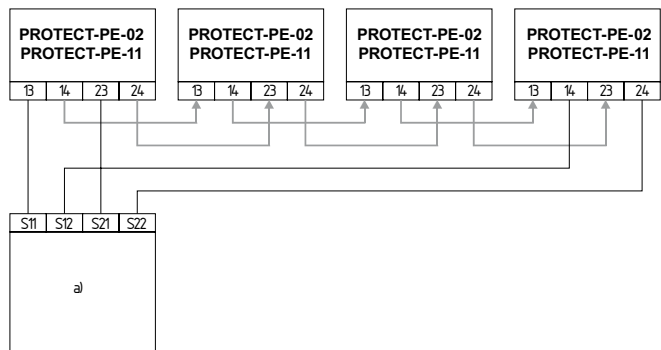 PROTECT-PE-02 PROTECT-PE-02 PROTECT-PE-02 PROTECT-PE-02
PROTECT-PE-11 PROTECT-PE-11 PROTECT-PE-11 PROTECT-PE-11
13 14 23 24 13 14 23 24 13 14 23 24 13 14 23 24
S11 S12 S21 S22
a)